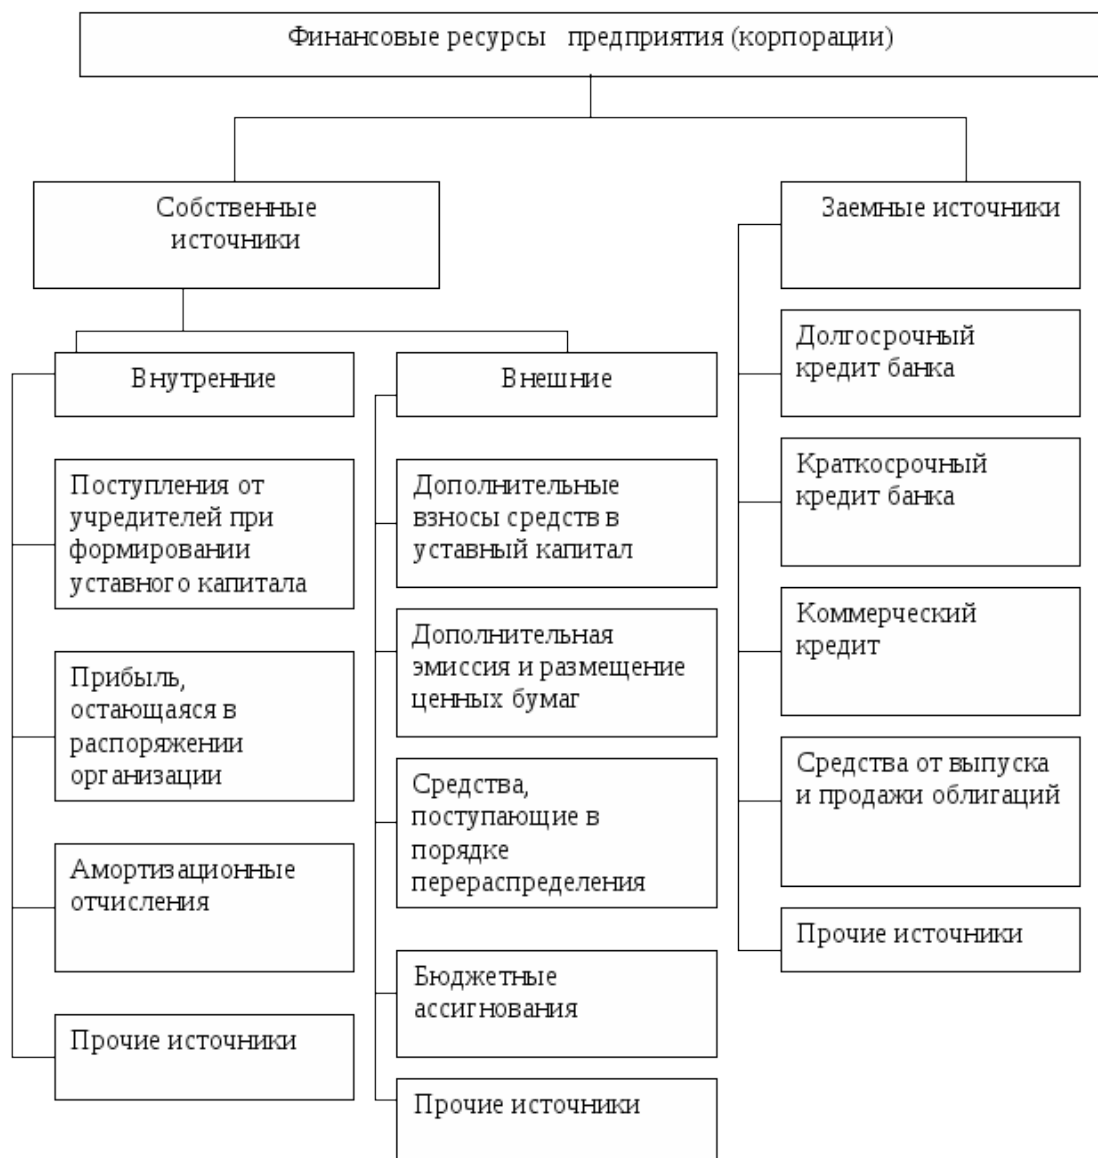 Финансовые ресурсы предприятия (корпорации)
Собственные
источники
Заемные источники
Внутренние
Поступления от
учредителей при
формировании
уставного капитала
Прибыль,
остающаяся в
распоряжении
организации
Амортизационные
отчисления
Прочие источники
Внешние
Дополнительные
взносы средств в
уставный капитал
Дополнительная
эмиссия и размещение
ценных бумаг
Средства,
поступающие в
порядке
перераспределения
Бюджетные
ассигнования
Прочие источники
Долгосрочный
кредит банка
Краткосрочный
кредит банка
Коммерческий
кредит
Средства от выпуска
и продажи облигаций
Прочие источники